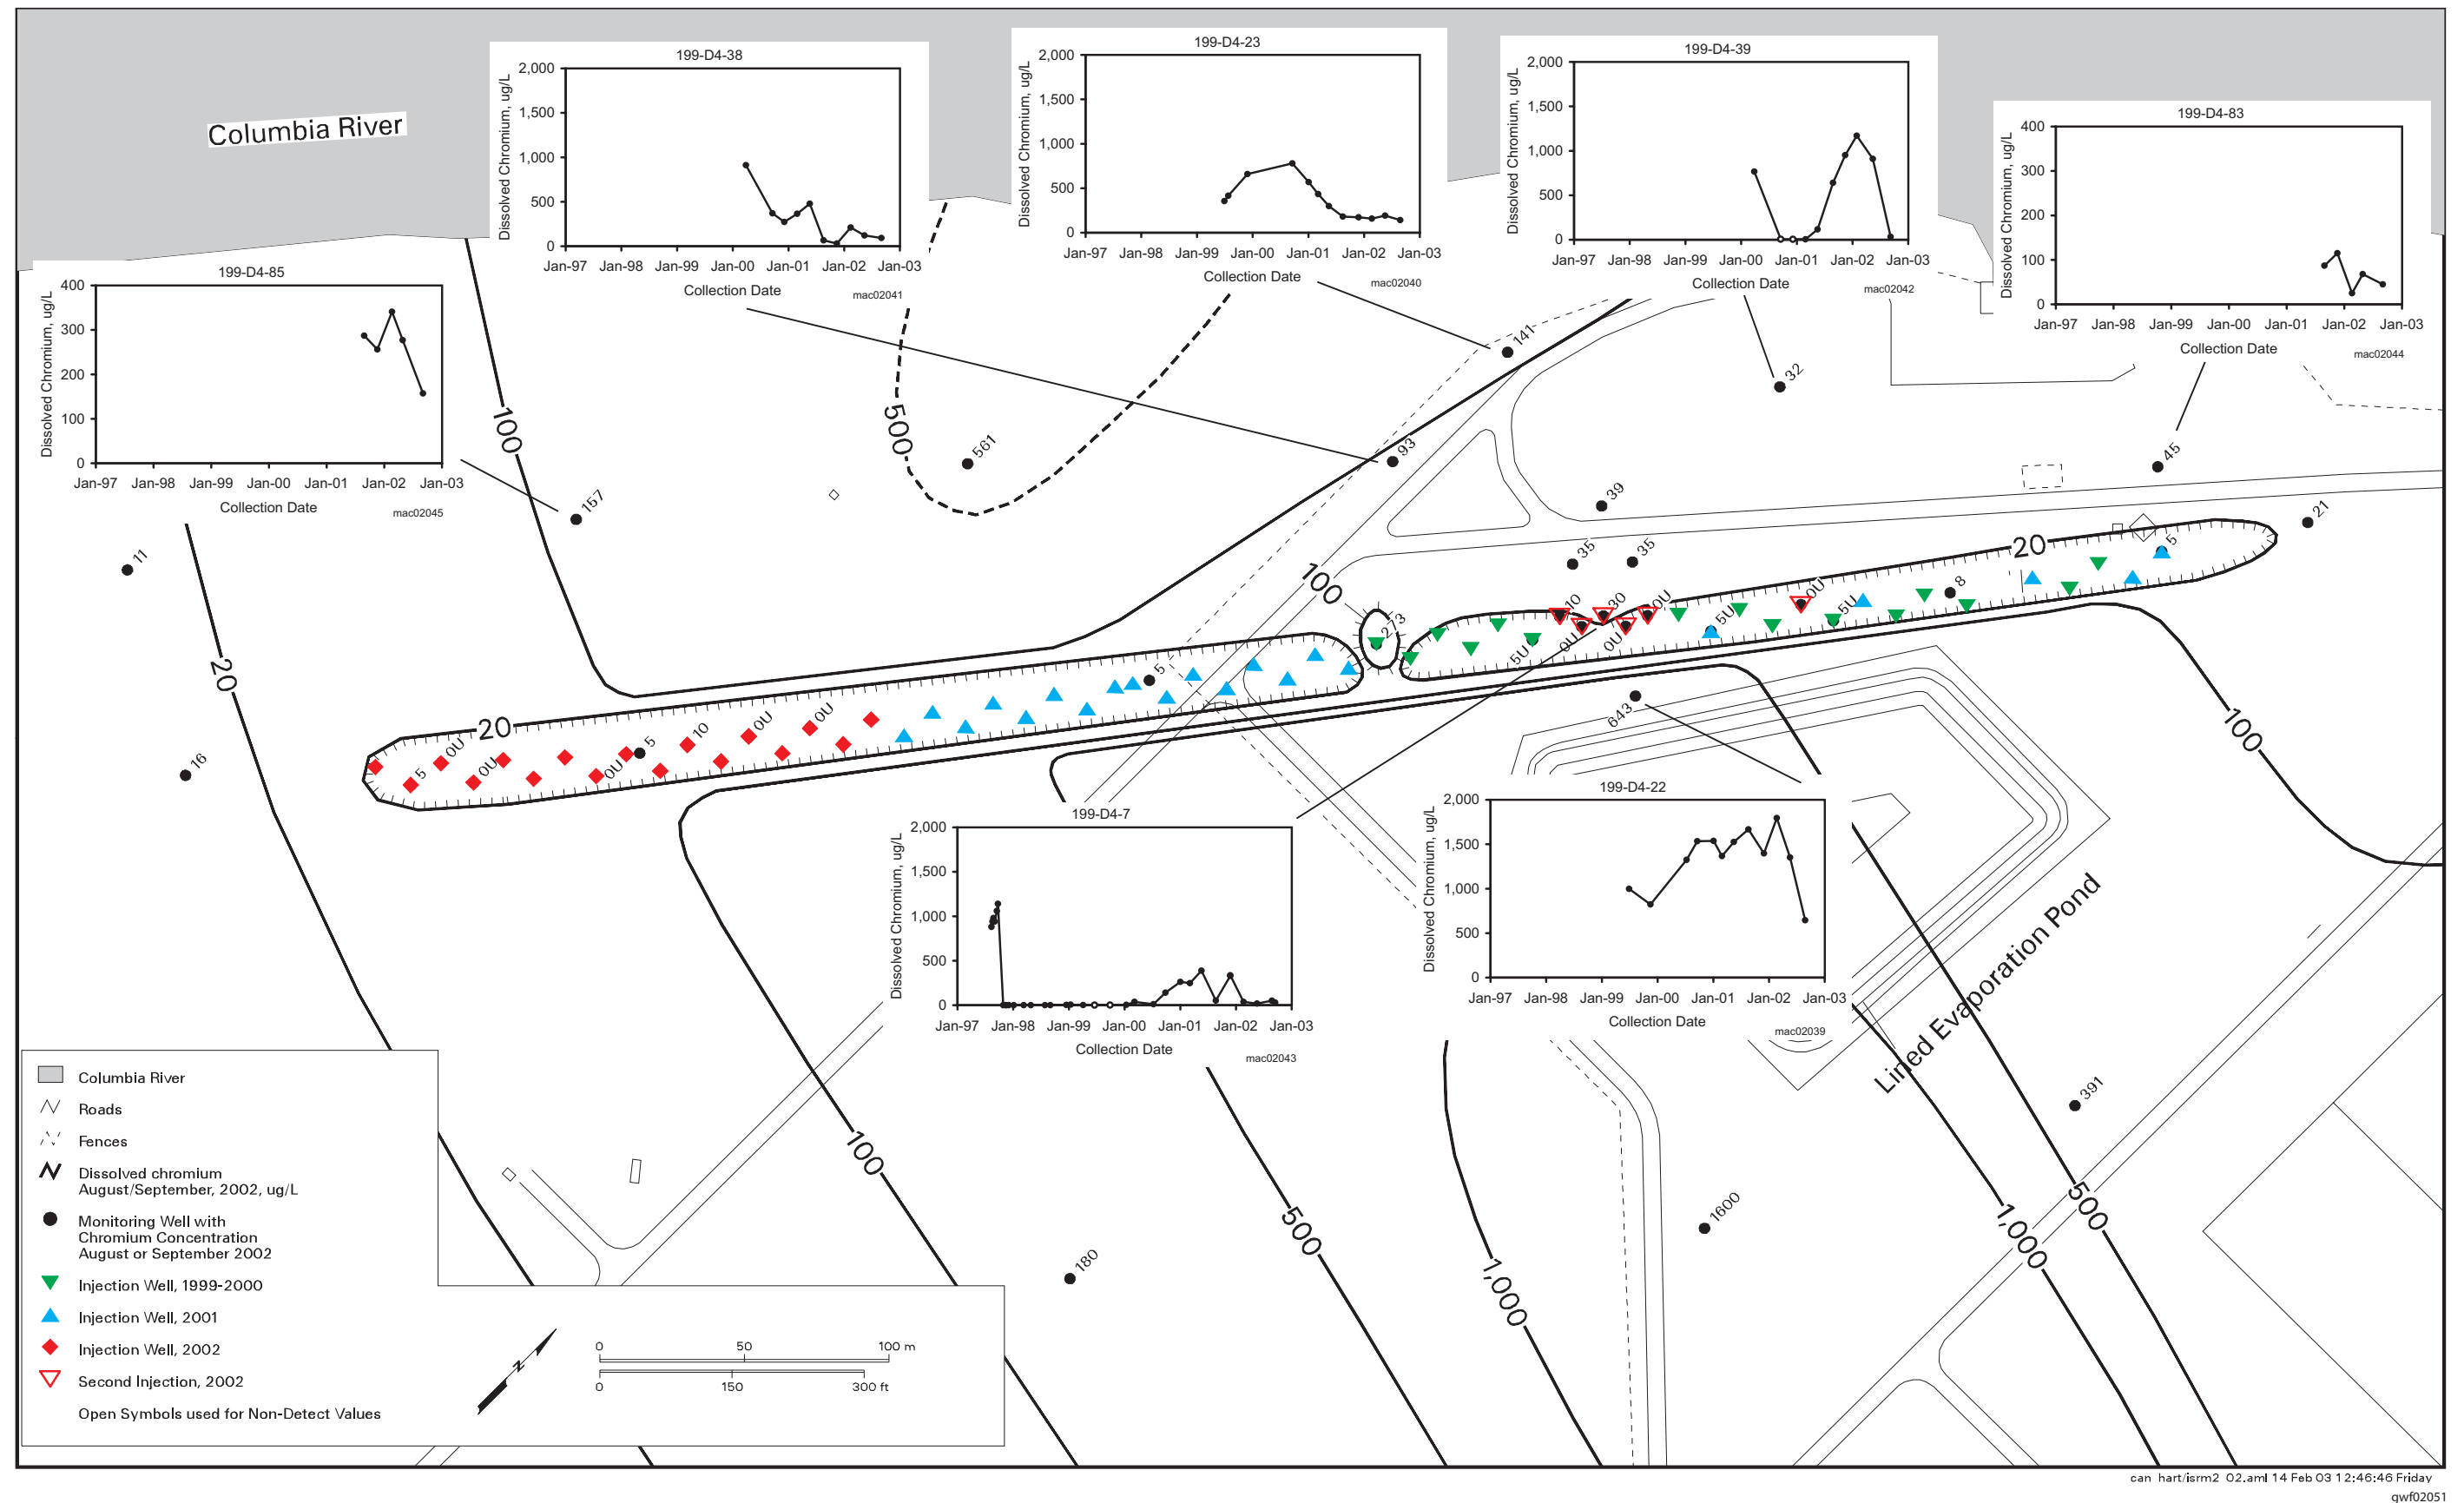 Columbia River
199-D4-38
Dissolved Chromium, ug/L
2,000
1,500
1,000
500
0
Jan-97 Jan-98 Jan-99 Jan-00 Jan-01 Jan-02 Jan-03
Collection Date
mac02041
199-D4-23
Dissolved Chromium, ug/L
2,000
1,500
1,000
500
0
Jan-97 Jan-98 Jan-99 Jan-00 Jan-01 Jan-02 Jan-03
Collection Date
mac02040
199-D4-39
Dissolved Chromium, ug/L
2,000
1,500
1,000
500
0
Jan-97 Jan-98 Jan-99 Jan-00 Jan-01 Jan-02 Jan-03
Collection Date
mac02042
199-D4-83
Dissolved Chromium, ug/L
400
300
200
100
0
Jan-97 Jan-98 Jan-99 Jan-00 Jan-01 Jan-02 Jan-03
Collection Date
mac02044
199-D4-85
Dissolved Chromium, ug/L
400
300
200
100
0
Jan-97 Jan-98 Jan-99 Jan-00 Jan-01 Jan-02 Jan-03
Collection Date
mac02045
141
32
100
500
561
93
45
157
39
21
11
35
35
20
5
100
10
30
0U
0U
8
273
5U
5U
0U
0U
5U
5
20
643
16
20
5
0U
0U
0U
5
10
0U
0U
100
199-D4-7
Dissolved Chromium, ug/L
2,000
1,500
1,000
500
0
Jan-97 Jan-98 Jan-99 Jan-00 Jan-01 Jan-02 Jan-03
Collection Date
mac02043
199-D4-22
Dissolved Chromium, ug/L
2,000
1,500
1,000
500
0
Jan-97 Jan-98 Jan-99 Jan-00 Jan-01 Jan-02 Jan-03
Collection Date
mac02039
Lined Evaporation Pond
391
100
500
1600
1,000
500
180
1,000
Columbia River
Roads
Fences
Dissolved chromium
August/September, 2002, ug/L
Monitoring Well with
Chromium Concentration
August or September 2002
Injection Well, 1999-2000
Injection Well, 2001
Injection Well, 2002
Second Injection, 2002
Open Symbols used for Non-Detect Values
N
0 50 100 m
0 150 300 ft
can_hart/isrm2_02.aml 14 Feb 03 12:46:46 Friday
gwf02051